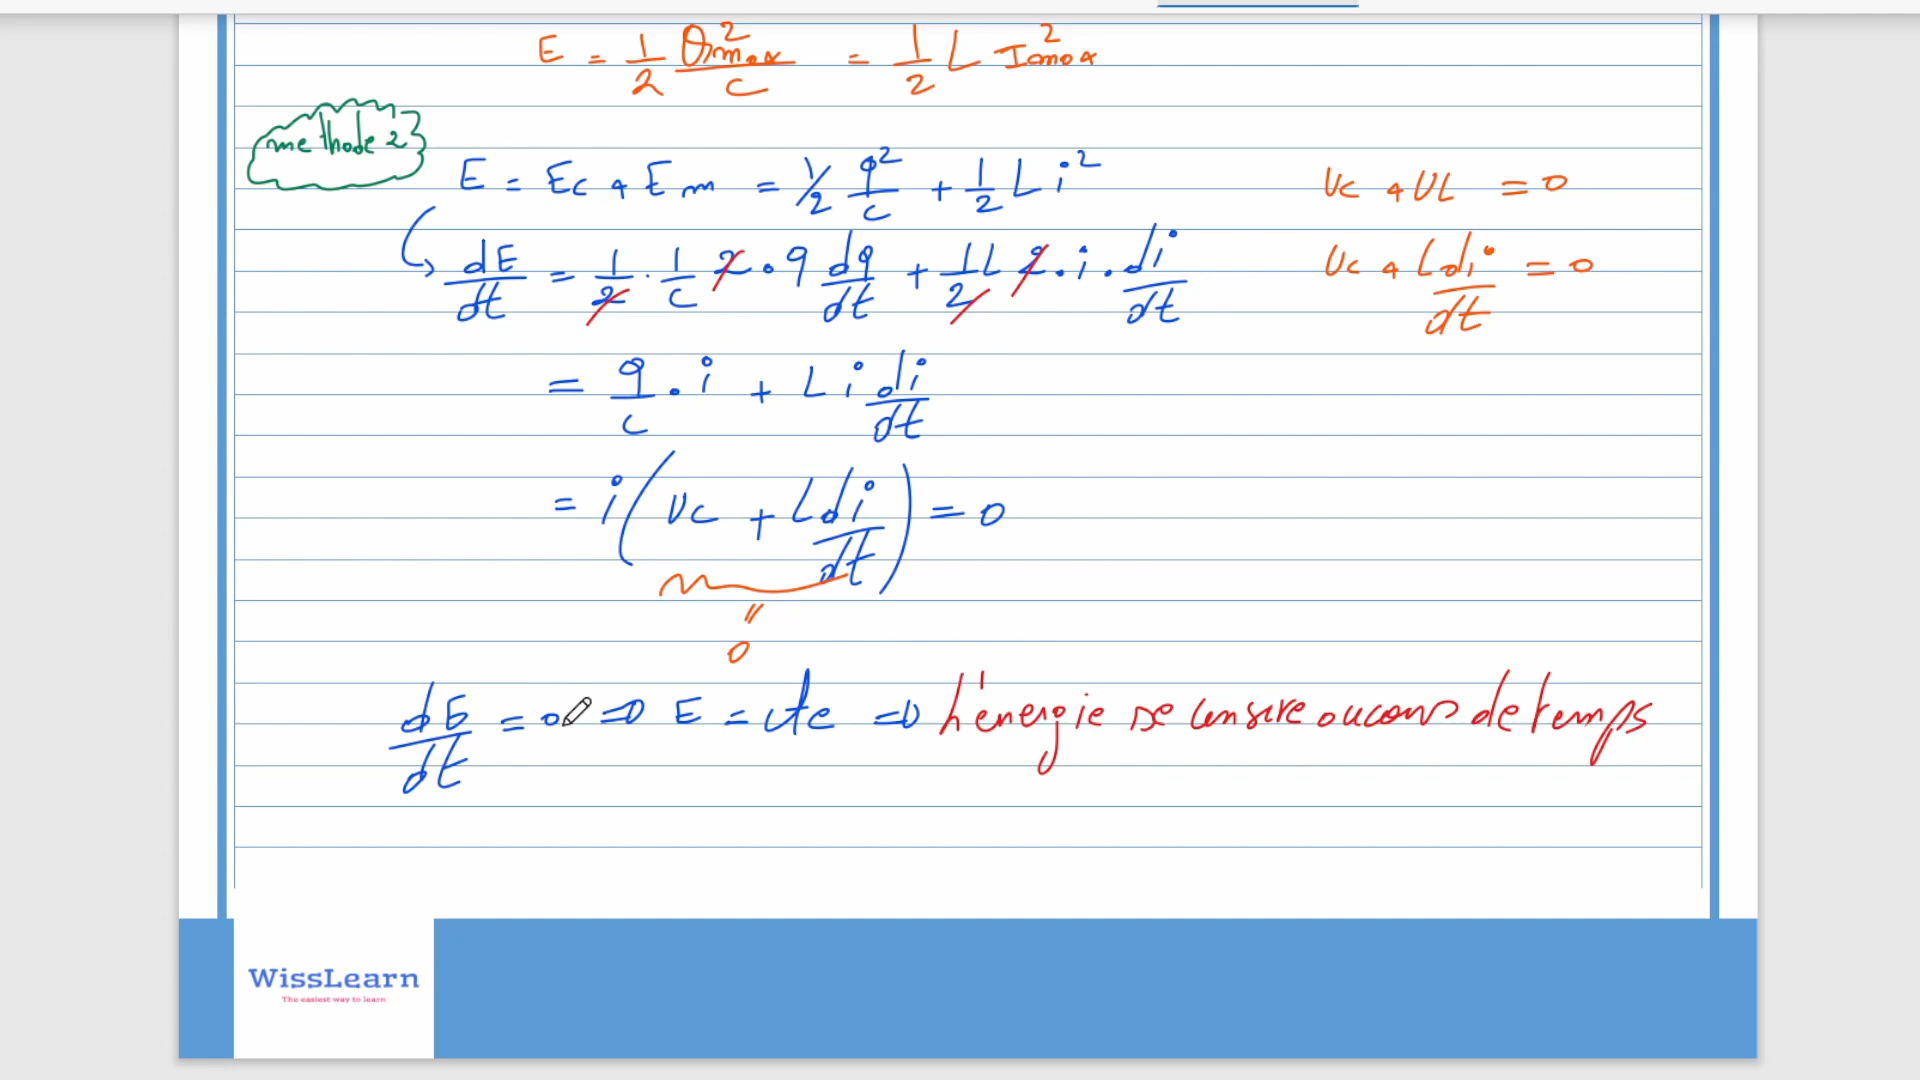 E = 1/2 Qmax²/C = 1/2 L Imax²
methode 2
E = Ec + Em = 1/2 q²/c + 1/2 L i²
Uc + UL = 0
dE/dt = 1/2 . 1/c 2 . q dq/dt + 1/2 L 2 . i . di/dt
Uc + L di/dt = 0
= q/c . i + L i di/dt
= i ( Uc + L di/dt ) = 0
"
0
dE/dt = 0 => E = cte => L'énergie se conserve au cours de temps
WissLearn
The easiest way to learn